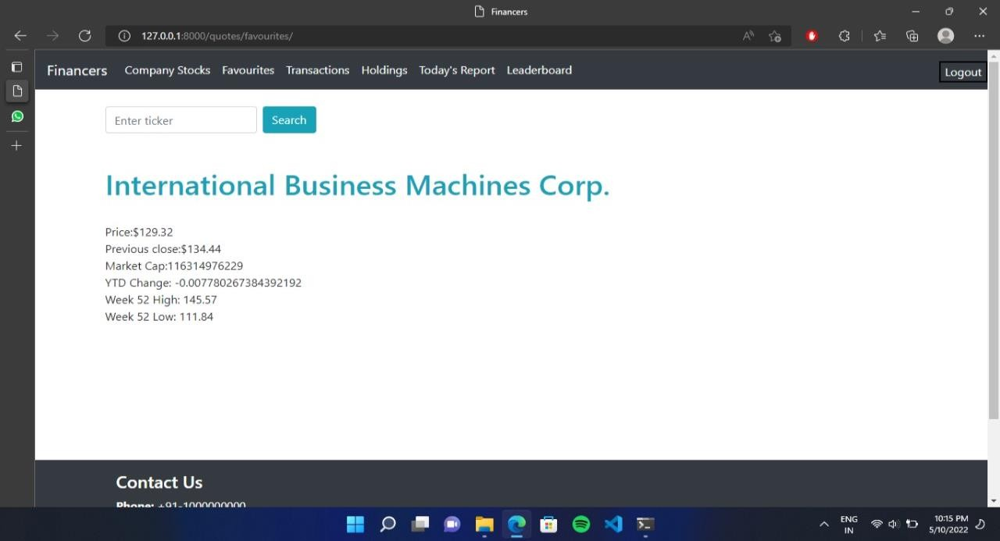 Financers
127.0.0.1:8000/quotes/favourites/
Financers Company Stocks Favourites Transactions Holdings Today's Report Leaderboard Logout
Enter ticker Search
International Business Machines Corp.
Price:$129.32
Previous close:$134.44
Market Cap:116314976229
YTD Change: -0.007780267384392192
Week 52 High: 145.57
Week 52 Low: 111.84
Contact Us
Phone: +91-1000000000
ENG 10:15 PM
IN 5/10/2022